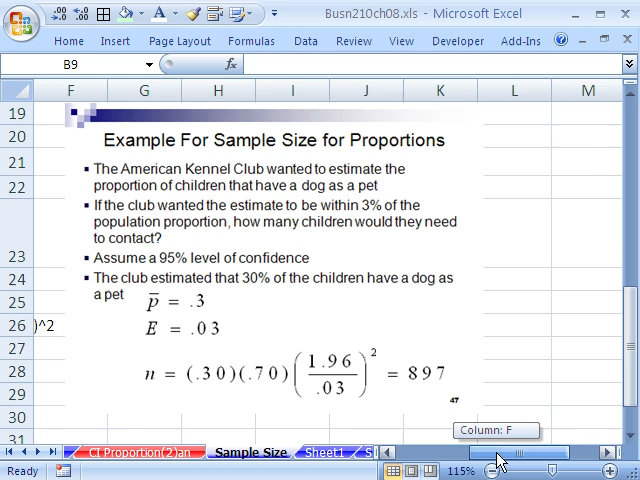 Busn210ch08.xls - Microsoft Excel
Home Insert Page Layout Formulas Data Review View Developer Add-Ins
B9 fx
F G H I J K L M
19
20
21
22
23
24
25
26
27
28
29
30
31
)^2
Example For Sample Size for Proportions
The American Kennel Club wanted to estimate the
proportion of children that have a dog as a pet
If the club wanted the estimate to be within 3% of the
population proportion, how many children would they need
to contact?
Assume a 95% level of confidence
The club estimated that 30% of the children have a dog as
a pet
p̅ = .3
E = .03
n = (.30)(.70)(1.96/.03)² = 897
47
Column: F
CI Proportion(2)an Sample Size Sheet1 S
Ready 115%